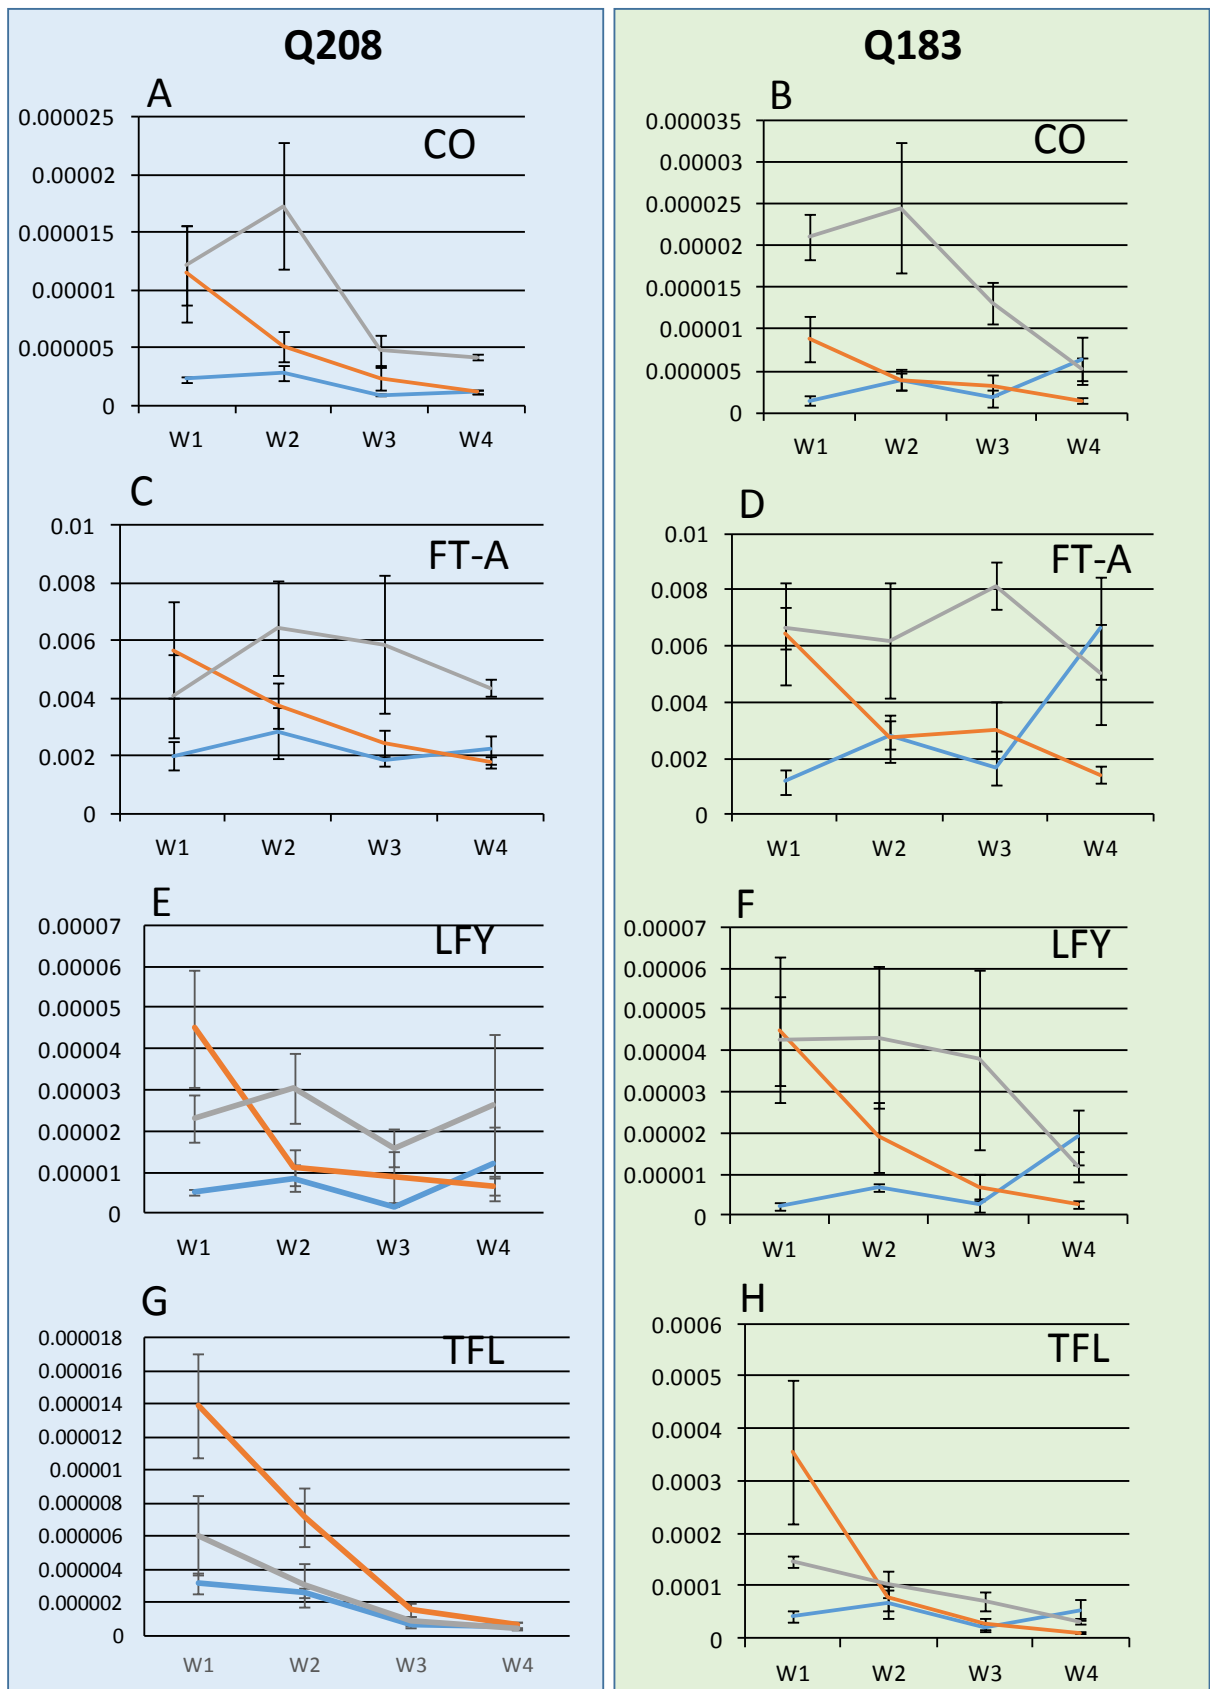 Q208
A
CO
0.000025
0.00002
0.000015
0.00001
0.000005
0
W1 W2 W3 W4
C
FT-A
0.01
0.008
0.006
0.004
0.002
0
W1 W2 W3 W4
E
LFY
0.00007
0.00006
0.00005
0.00004
0.00003
0.00002
0.00001
0
W1 W2 W3 W4
G
TFL
0.000018
0.000016
0.000014
0.000012
0.00001
0.000008
0.000006
0.000004
0.000002
0
W1 W2 W3 W4
Q183
B
CO
0.000035
0.00003
0.000025
0.00002
0.000015
0.00001
0.000005
0
W1 W2 W3 W4
D
FT-A
0.01
0.008
0.006
0.004
0.002
0
W1 W2 W3 W4
F
LFY
0.00007
0.00006
0.00005
0.00004
0.00003
0.00002
0.00001
0
W1 W2 W3 W4
H
TFL
0.0006
0.0005
0.0004
0.0003
0.0002
0.0001
0
W1 W2 W3 W4